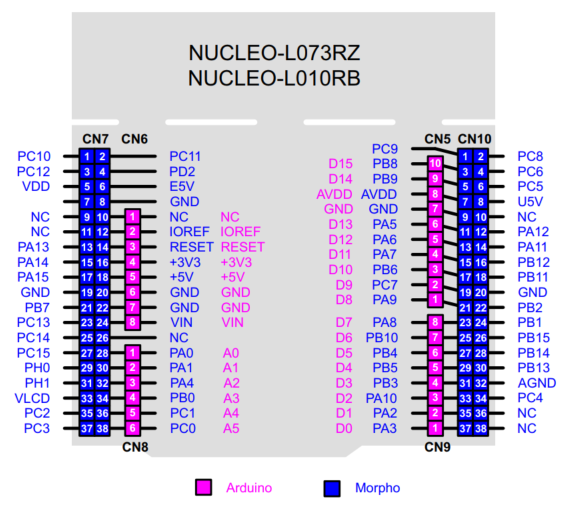 NUCLEO-L073RZ
NUCLEO-L010RB
CN7 CN6 CN5 CN10
PC9
PC10 1 2 PC11 1 2 PC8
PC12 3 4 PD2 D15 PB8 10 3 4 PC6
VDD 5 6 E5V D14 PB9 9 5 6 PC5
7 8 GND AVDD AVDD 8 7 8 U5V
NC 9 10 1 NC NC GND GND 7 9 10 NC
NC 11 12 2 IOREF IOREF D13 PA5 6 11 12 PA12
PA13 13 14 3 RESET RESET D12 PA6 5 13 14 PA11
PA14 15 16 4 +3V3 +3V3 D11 PA7 4 15 16 PB12
PA15 17 18 5 +5V +5V D10 PB6 3 17 18 PB11
GND 19 20 6 GND GND D9 PC7 2 19 20 GND
PB7 21 22 7 GND GND D8 PA9 1 21 22 PB2
PC13 23 24 8 VIN VIN D7 PA8 8 23 24 PB1
PC14 25 26 NC D6 PB10 7 25 26 PB15
PC15 27 28 1 PA0 A0 D5 PB4 6 27 28 PB14
PH0 29 30 2 PA1 A1 D4 PB5 5 29 30 PB13
PH1 31 32 3 PA4 A2 D3 PB3 4 31 32 AGND
VLCD 33 34 4 PB0 A3 D2 PA10 3 33 34 PC4
PC2 35 36 5 PC1 A4 D1 PA2 2 35 36 NC
PC3 37 38 6 PC0 A5 D0 PA3 1 37 38 NC
CN8 CN9
Arduino Morpho